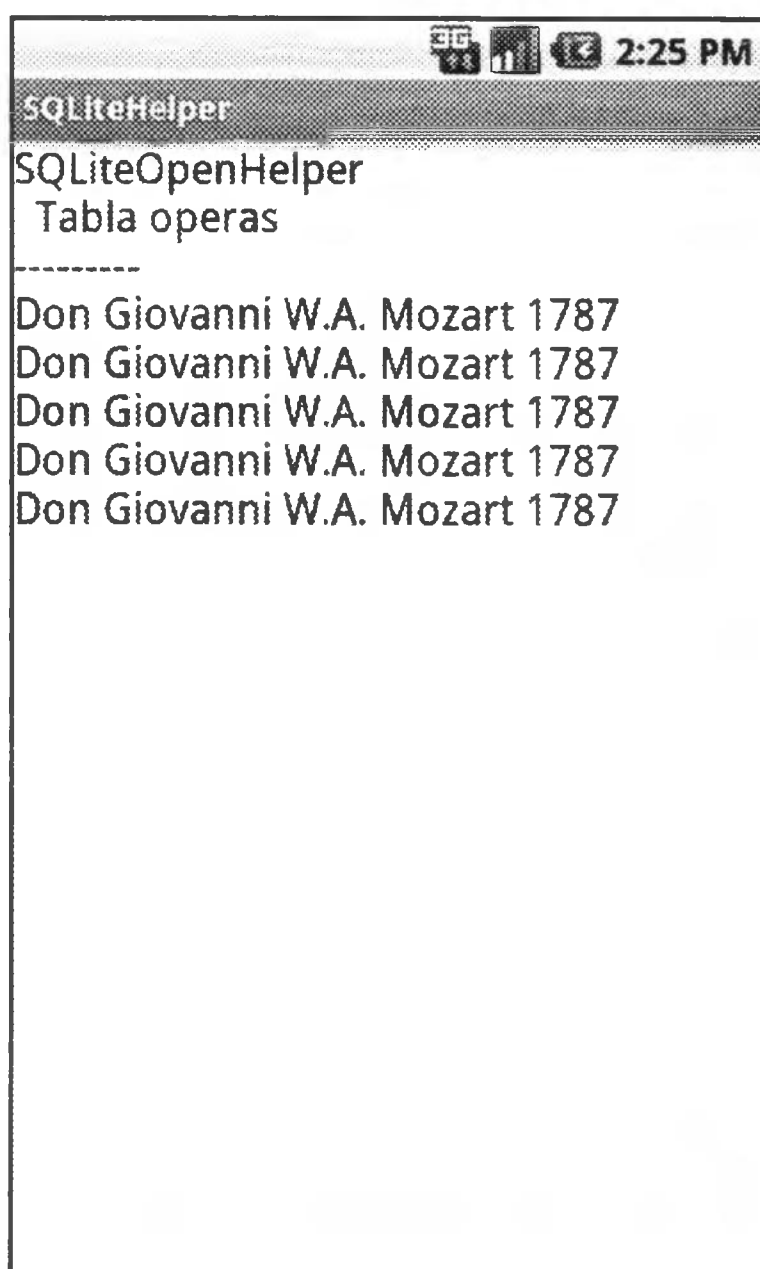 3G 2:25 PM
SQLiteHelper
SQLiteOpenHelper
Tabla operas
---------
Don Giovanni W.A. Mozart 1787
Don Giovanni W.A. Mozart 1787
Don Giovanni W.A. Mozart 1787
Don Giovanni W.A. Mozart 1787
Don Giovanni W.A. Mozart 1787